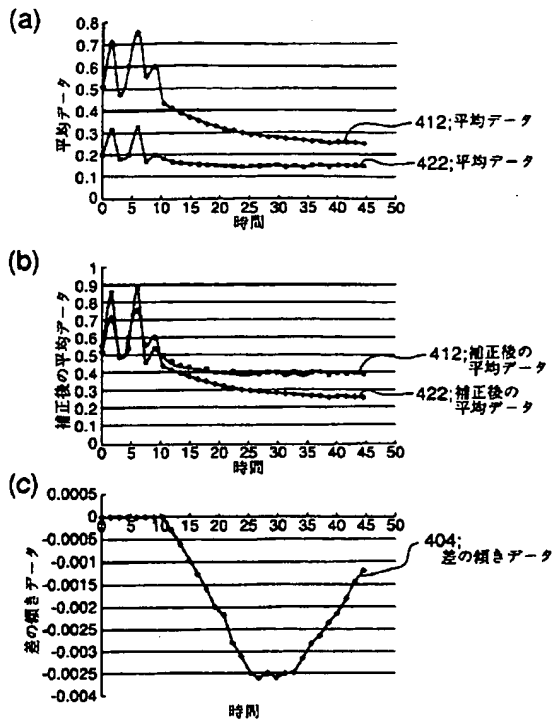 (a)
0.8
0.7
0.6
0.5
0.4
0.3
0.2
0.1
0
平均データ
0 5 10 15 20 25 30 35 40 45 50
時間
412;平均データ
422;平均データ
(b)
1
0.9
0.8
0.7
0.6
0.5
0.4
0.3
0.2
0.1
0
補正後の平均データ
0 5 10 15 20 25 30 35 40 45 50
時間
412;補正後の
平均データ
422;補正後の
平均データ
(c)
0.0005
0
-0.0005
-0.001
-0.0015
-0.002
-0.0025
-0.003
-0.0035
-0.0025
-0.004
差の傾きデータ
0 5 10 15 20 25 30 35 40 45 50
時間
404;
差の傾きデータ